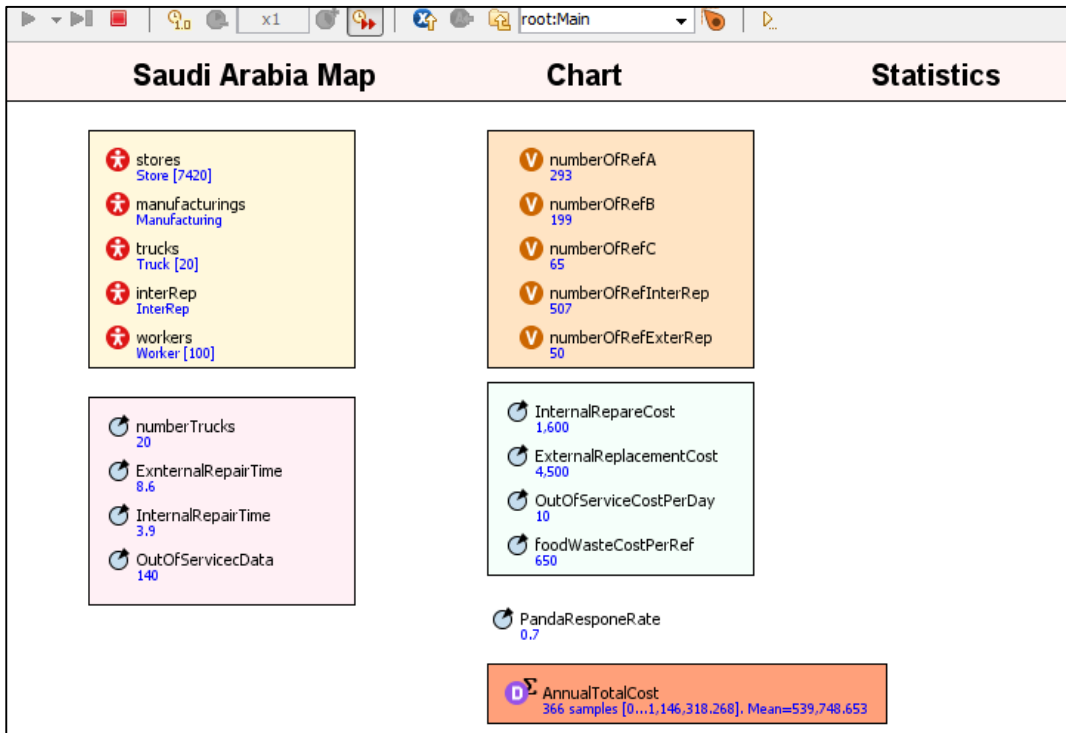 x1
root:Main
Saudi Arabia Map
Chart
Statistics
stores
Store [7420]
manufacturings
Manufacturing
trucks
Truck [20]
interRep
InterRep
workers
Worker [100]
numberOfRefA
293
numberOfRefB
199
numberOfRefC
65
numberOfRefInterRep
507
numberOfRefExterRep
50
numberTrucks
20
ExnternalRepairTime
8.6
InternalRepairTime
3.9
OutOfServicecData
140
InternalRepareCost
1,600
ExternalReplacementCost
4,500
OutOfServiceCostPerDay
10
foodWasteCostPerRef
650
PandaResponeRate
0.7
AnnualTotalCost
366 samples [0...1,146,318.268]. Mean=539,748.653